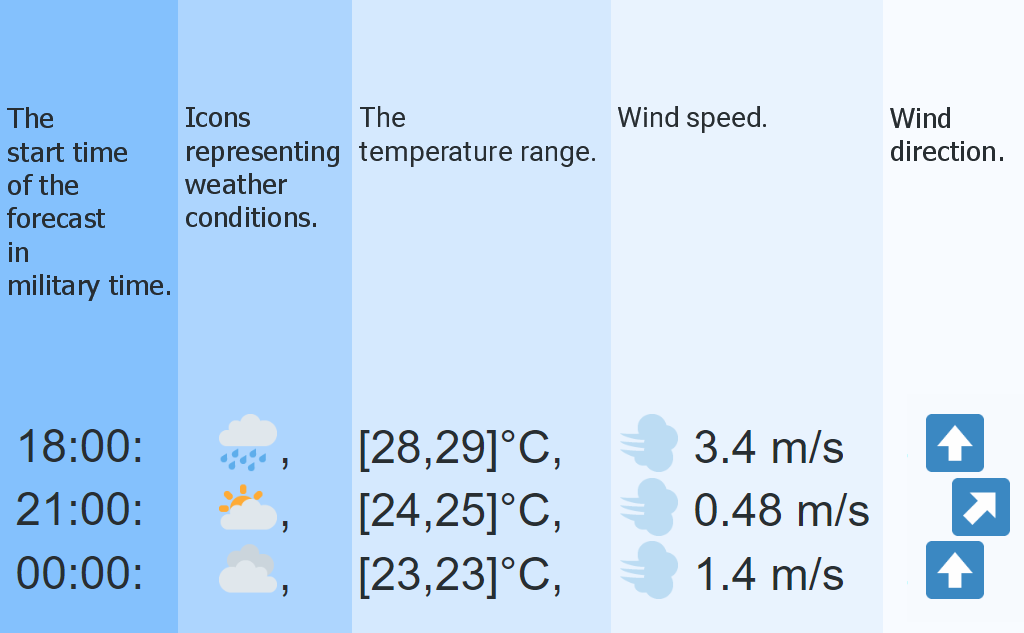 The
start time
of the
forecast
in
military time.
Icons
representing
weather
conditions.
The
temperature range.
Wind speed.
Wind
direction.
18:00: , [28,29]°C, 3.4 m/s
21:00: , [24,25]°C, 0.48 m/s
00:00: , [23,23]°C, 1.4 m/s